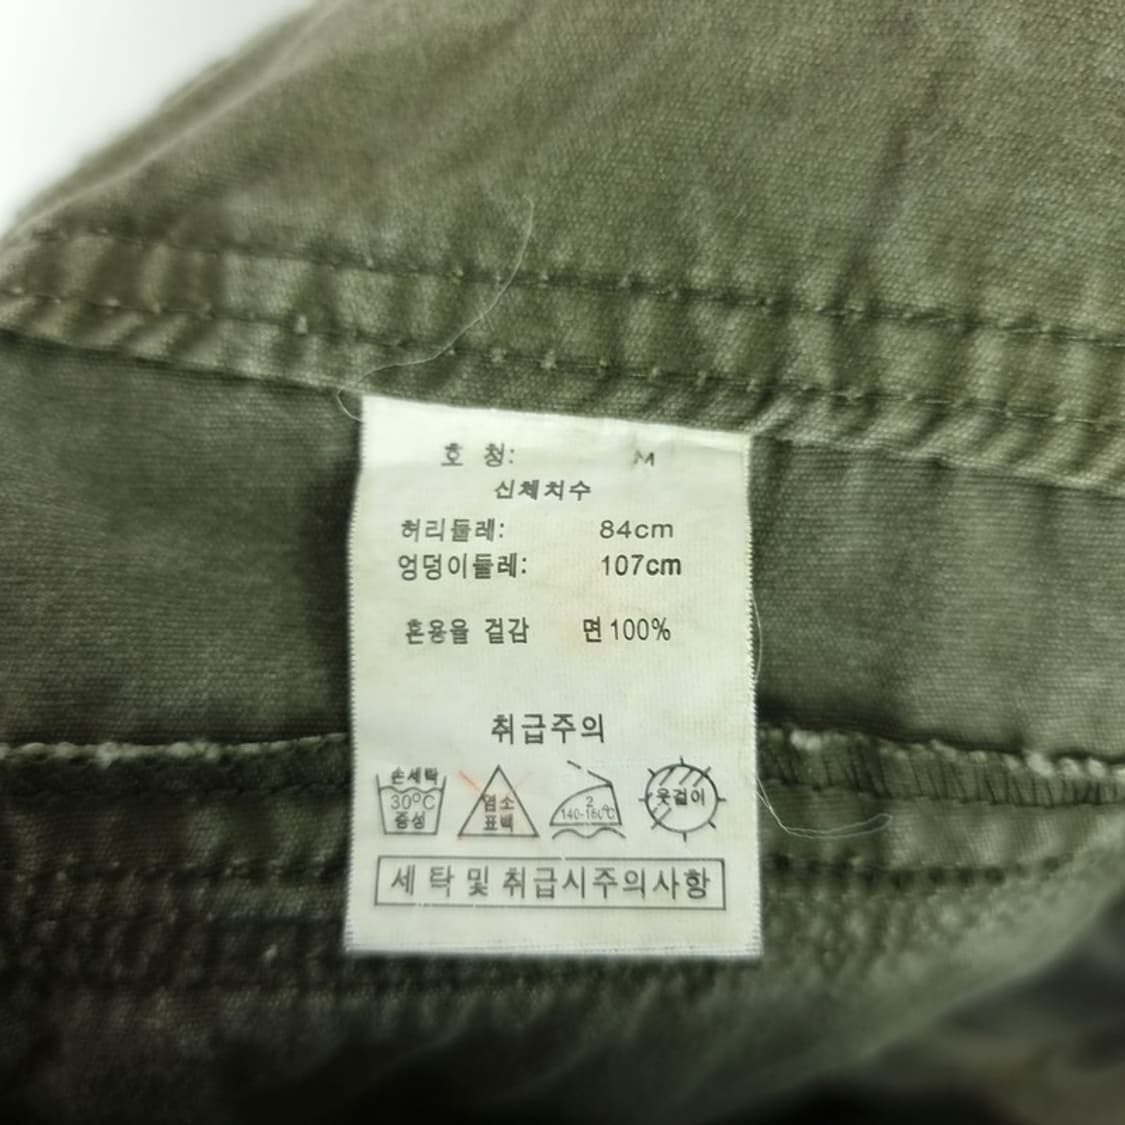 호 청: M
신체치수
허리둘레: 84cm
엉덩이둘레: 107cm
혼용율 겉감 면100%
취급주의
손세탁
30°C
중성
염소
표백
2
140-160°C
옷걸이
세탁 및 취급시주의사항